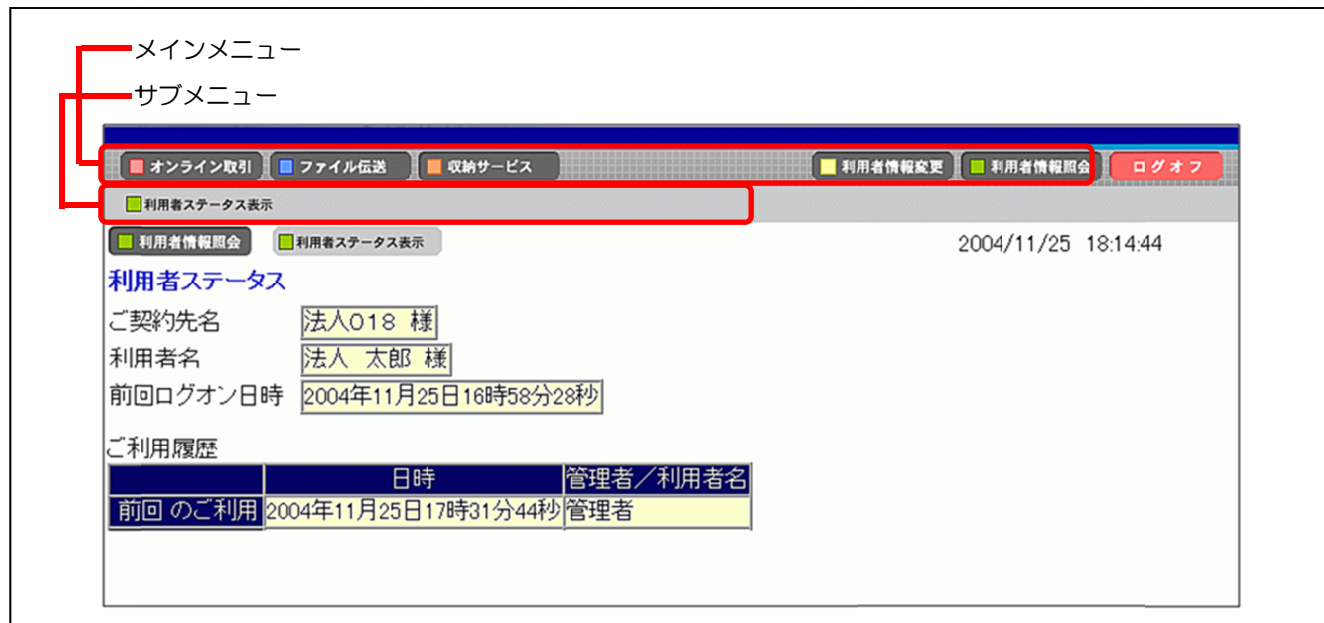 メインメニュー
サブメニュー
オンライン取引 ファイル伝送 収納サービス 利用者情報変更 利用者情報照会 ログオフ
利用者ステータス表示
利用者情報照会 利用者ステータス表示 2004/11/25 18:14:44
利用者ステータス
ご契約先名 法人018 様
利用者名 法人 太郎 様
前回ログオン日時 2004年11月25日16時58分28秒
ご利用履歴
日時 管理者／利用者名
前回 のご利用 2004年11月25日17時31分44秒 管理者